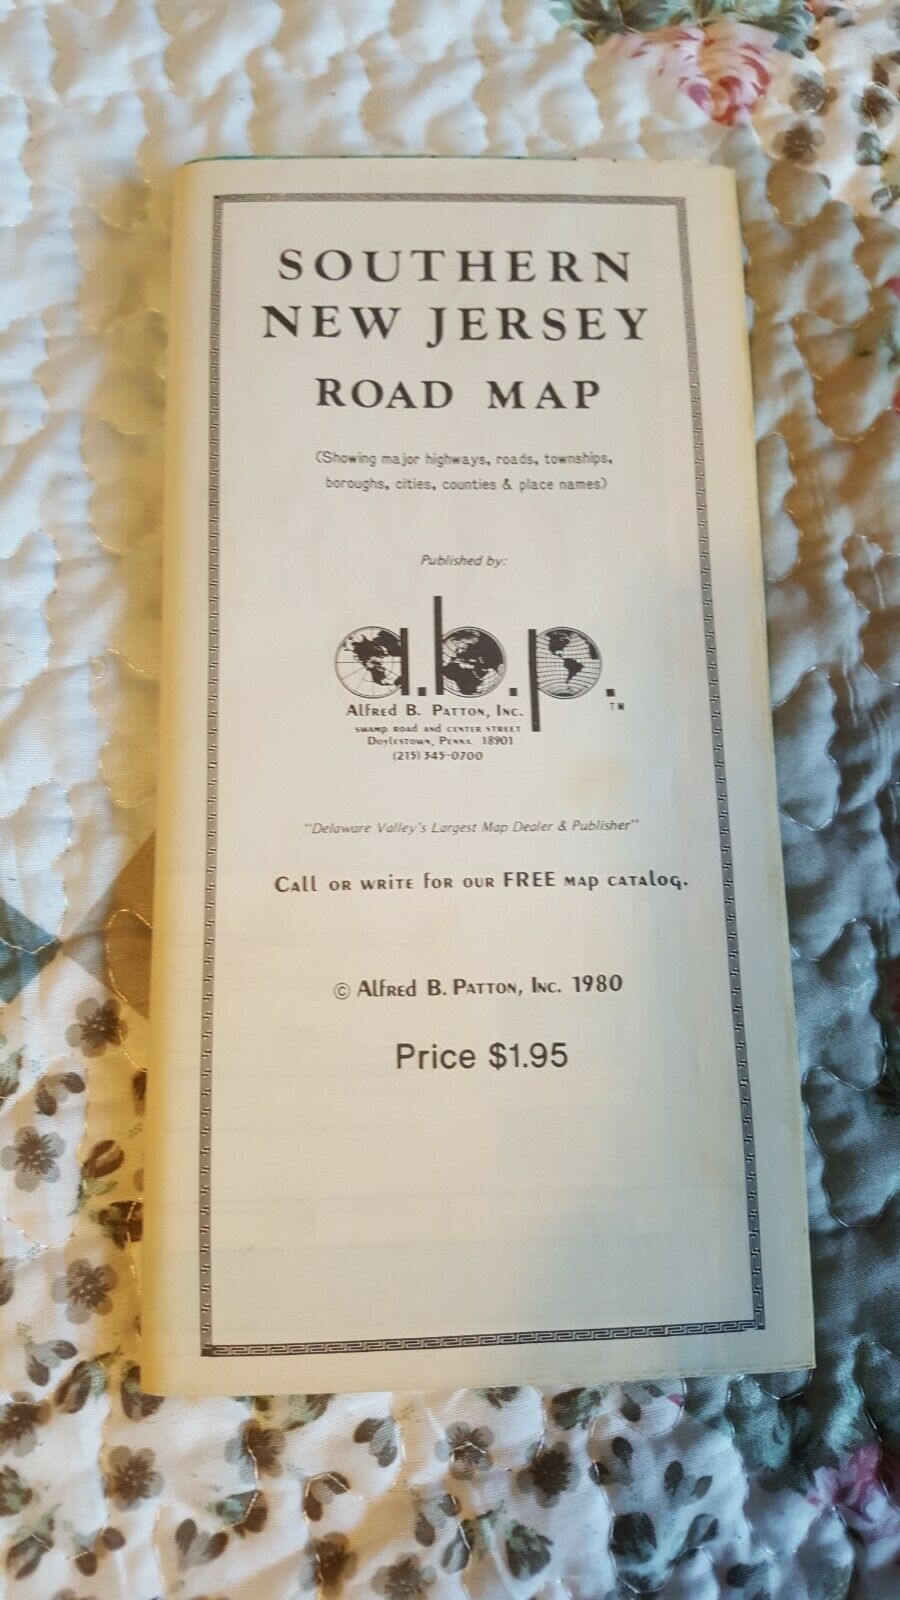 SOUTHERN
NEW JERSEY
ROAD MAP
(Showing major highways, roads, townships,
boroughs, cities, counties & place names)
Published by:
a.b.p.
TM
Alfred B. Patton, Inc.
SWAMP ROAD AND CENTER STREET
Doylestown, Penna. 18901
(215) 345-0700
"Delaware Valley's Largest Map Dealer & Publisher"
Call or write for our FREE map catalog.
© Alfred B. Patton, Inc. 1980
Price $1.95